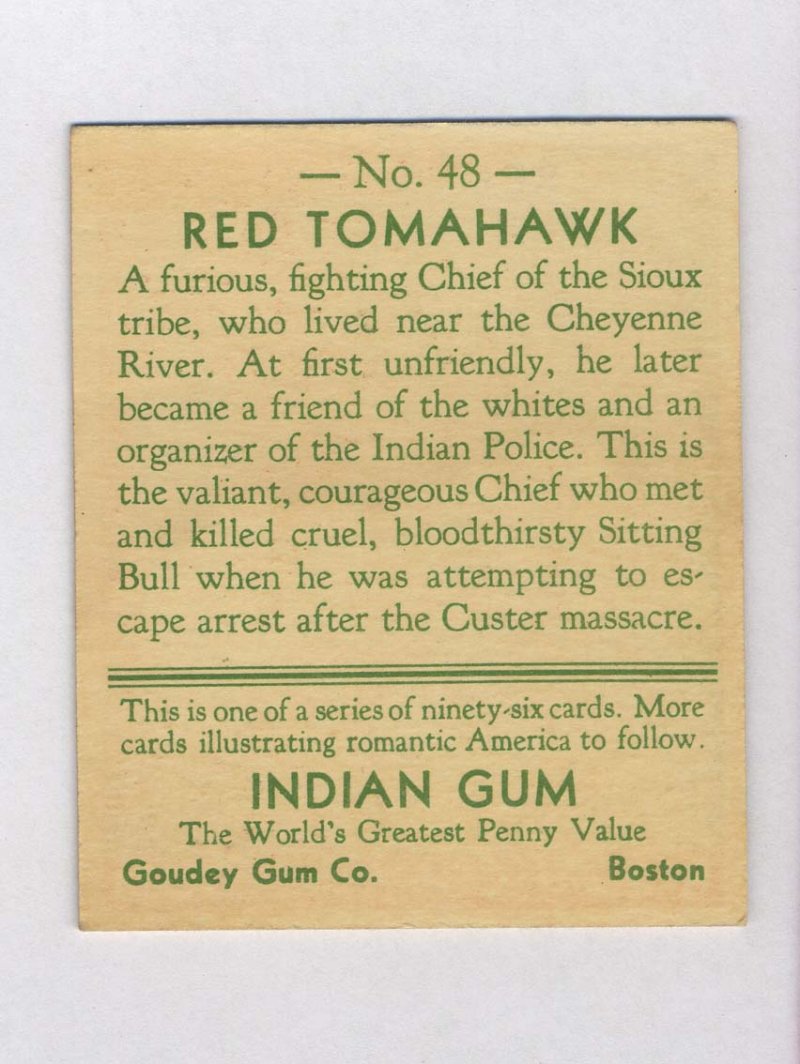 — No. 48 —
RED TOMAHAWK
A furious, fighting Chief of the Sioux
tribe, who lived near the Cheyenne
River. At first unfriendly, he later
became a friend of the whites and an
organizer of the Indian Police. This is
the valiant, courageous Chief who met
and killed cruel, bloodthirsty Sitting
Bull when he was attempting to es-
cape arrest after the Custer massacre.
This is one of a series of ninety-six cards. More
cards illustrating romantic America to follow.
INDIAN GUM
The World's Greatest Penny Value
Goudey Gum Co. Boston